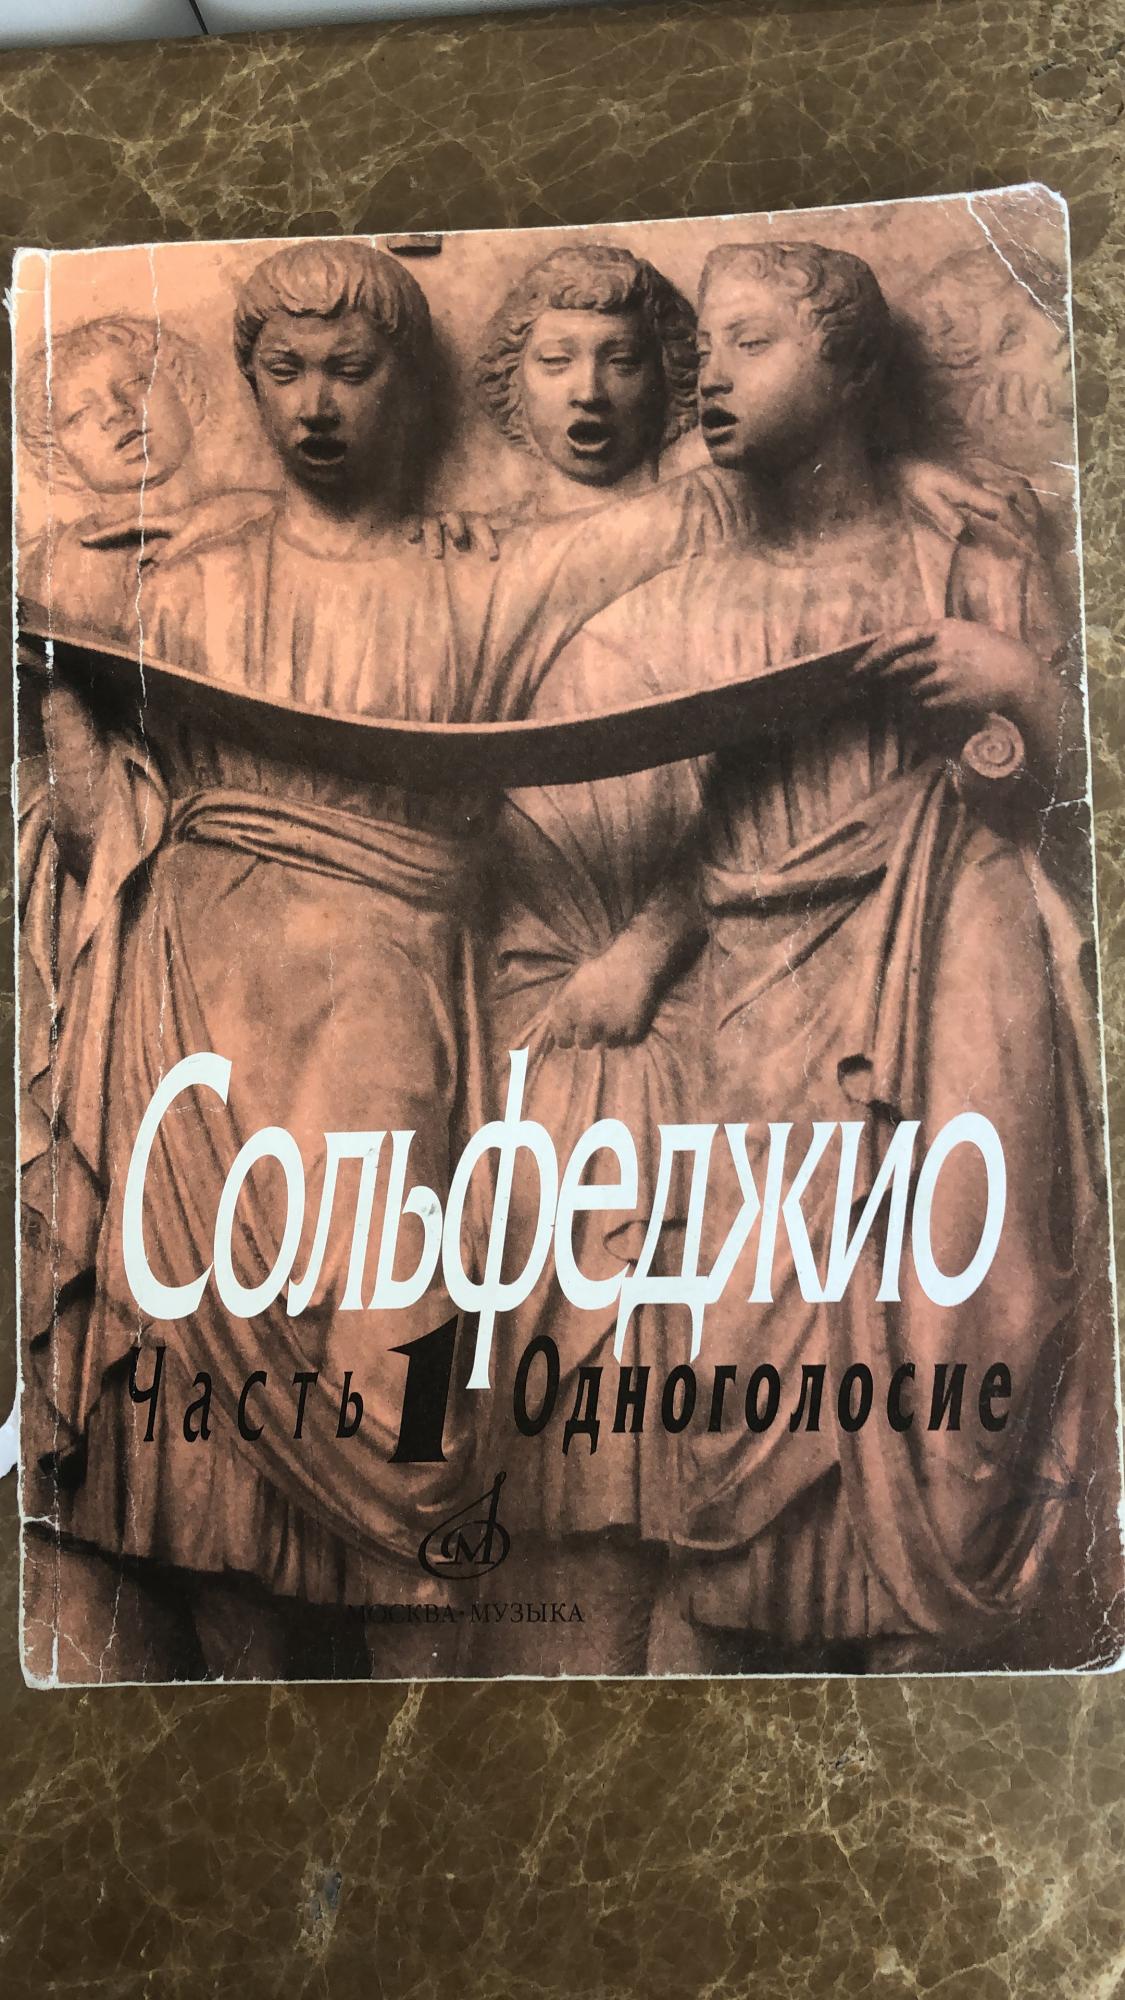 Сольфеджио
Часть 1 Одноголосие
М
МОСКВА·МУЗЫКА